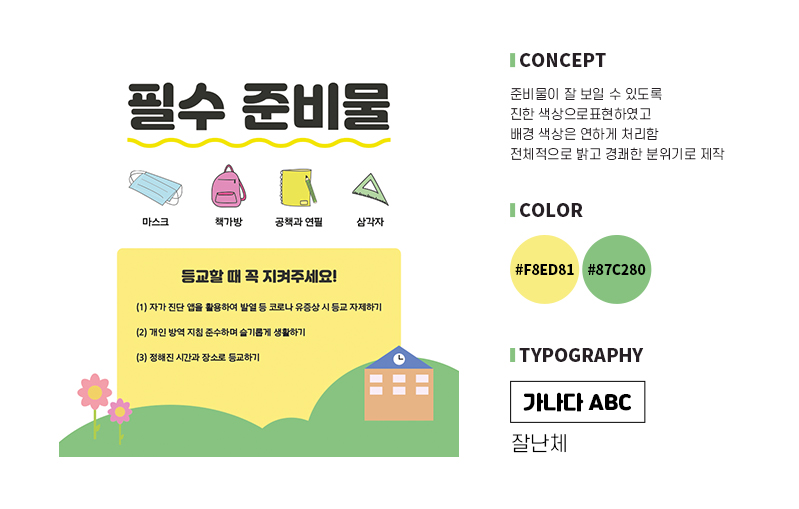 필수 준비물
마스크
책가방
공책과 연필
삼각자
등교할 때 꼭 지켜주세요!
(1) 자가 진단 앱을 활용하여 발열 등 코로나 유증상 시 등교 자제하기
(2) 개인 방역 지침 준수하며 슬기롭게 생활하기
(3) 정해진 시간과 장소로 등교하기
CONCEPT
준비물이 잘 보일 수 있도록
진한 색상으로표현하였고
배경 색상은 연하게 처리함
전체적으로 밝고 경쾌한 분위기로 제작
COLOR
#F8ED81
#87C280
TYPOGRAPHY
가나다 ABC
잘난체